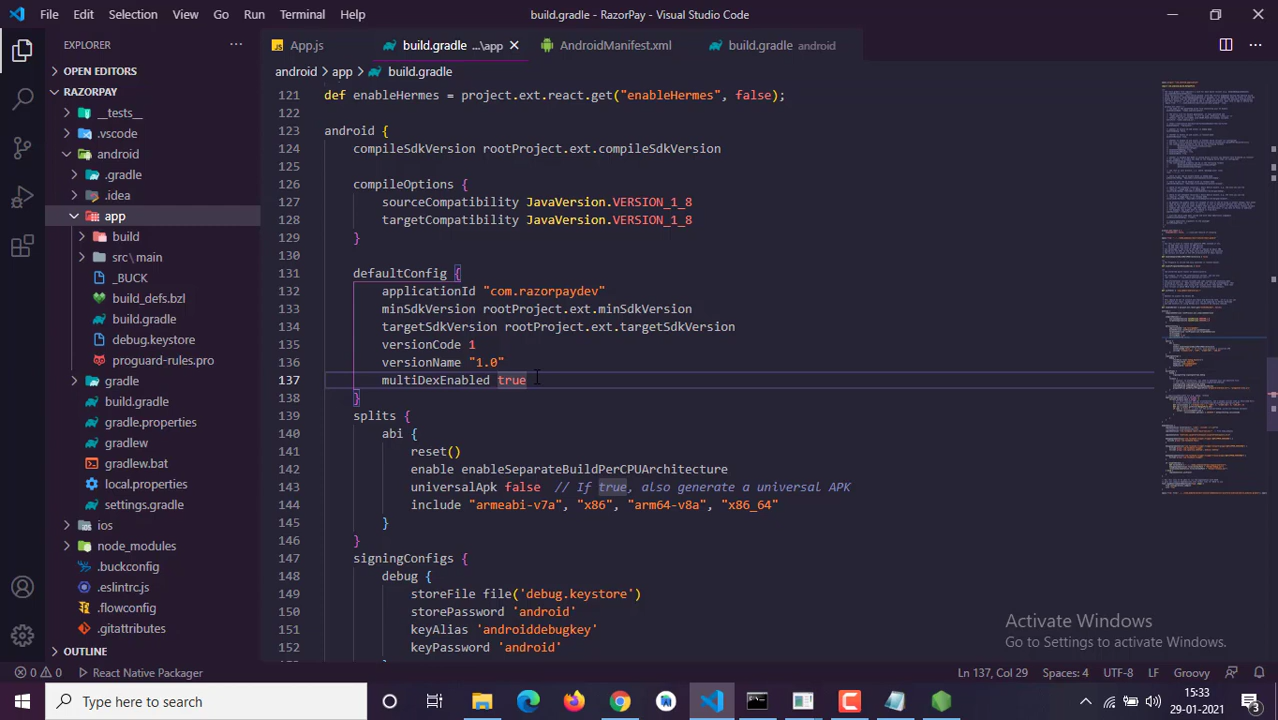 File Edit Selection View Go Run Terminal Help build.gradle - RazorPay - Visual Studio Code
EXPLORER
OPEN EDITORS
RAZORPAY
__tests__
.vscode
android
.gradle
.idea
app
build
src\main
_BUCK
build_defs.bzl
build.gradle
debug.keystore
proguard-rules.pro
gradle
build.gradle
gradle.properties
gradlew
gradlew.bat
local.properties
settings.gradle
ios
node_modules
.buckconfig
.eslintrc.js
.flowconfig
.gitattributes
OUTLINE
App.js build.gradle ...\app AndroidManifest.xml build.gradle android
android > app > build.gradle
121 def enableHermes = project.ext.react.get("enableHermes", false);
122
123 android {
124 compileSdkVersion rootProject.ext.compileSdkVersion
125
126 compileOptions {
127 sourceCompatibility JavaVersion.VERSION_1_8
128 targetCompatibility JavaVersion.VERSION_1_8
129 }
130
131 defaultConfig {
132 applicationId "com.razorpaydev"
133 minSdkVersion rootProject.ext.minSdkVersion
134 targetSdkVersion rootProject.ext.targetSdkVersion
135 versionCode 1
136 versionName "1.0"
137 multiDexEnabled true
138 }
139 splits {
140 abi {
141 reset()
142 enable enableSeparateBuildPerCPUArchitecture
143 universalApk false // If true, also generate a universal APK
144 include "armeabi-v7a", "x86", "arm64-v8a", "x86_64"
145 }
146 }
147 signingConfigs {
148 debug {
149 storeFile file('debug.keystore')
150 storePassword 'android'
151 keyAlias 'androiddebugkey'
152 keyPassword 'android'
Activate Windows
Go to Settings to activate Windows.
0 0 React Native Packager Ln 137, Col 29 Spaces: 4 UTF-8 LF Groovy
Type here to search
15:33
29-01-2021
3